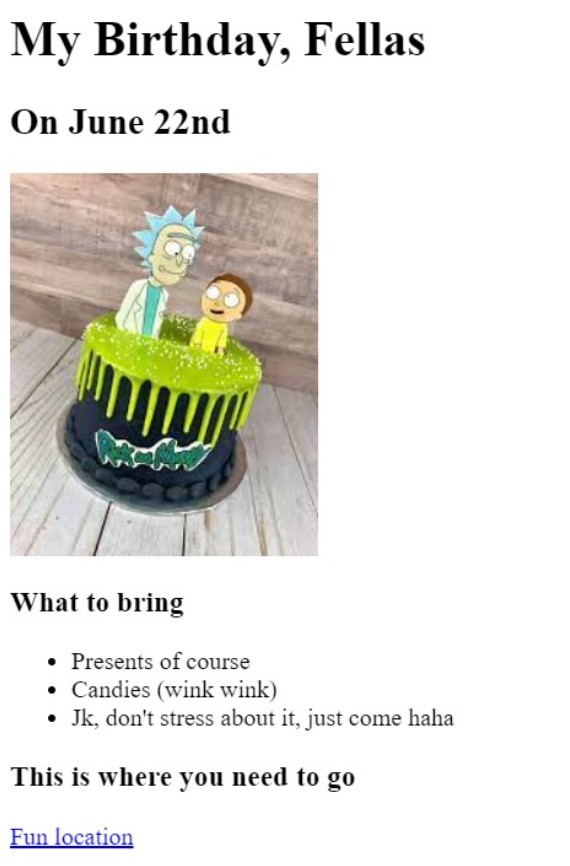 My Birthday, Fellas
On June 22nd
Rick and Morty
What to bring
Presents of course
Candies (wink wink)
Jk, don't stress about it, just come haha
This is where you need to go
Fun location